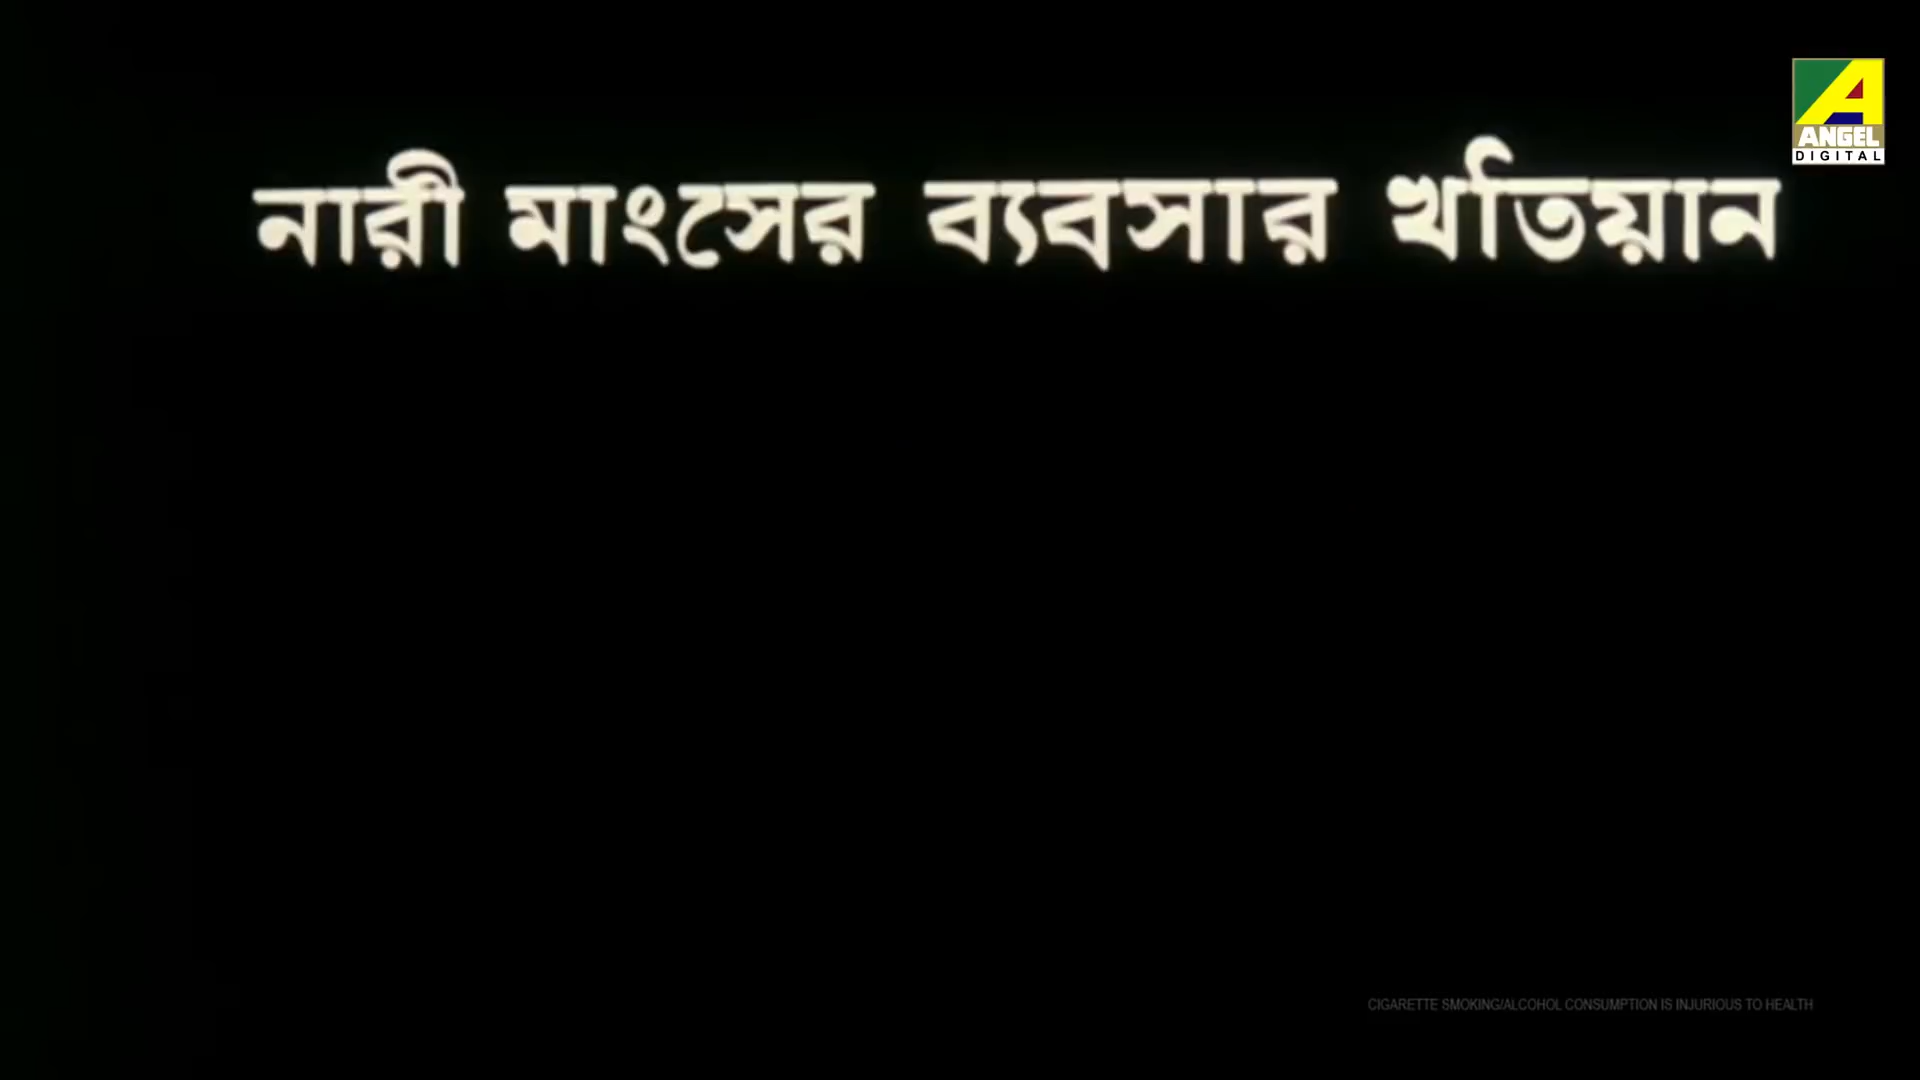 নারী মাংসের ব্যবসার খতিয়ান
ANGEL
DIGITAL
CIGARETTE SMOKING/ALCOHOL CONSUMPTION IS INJURIOUS TO HEALTH